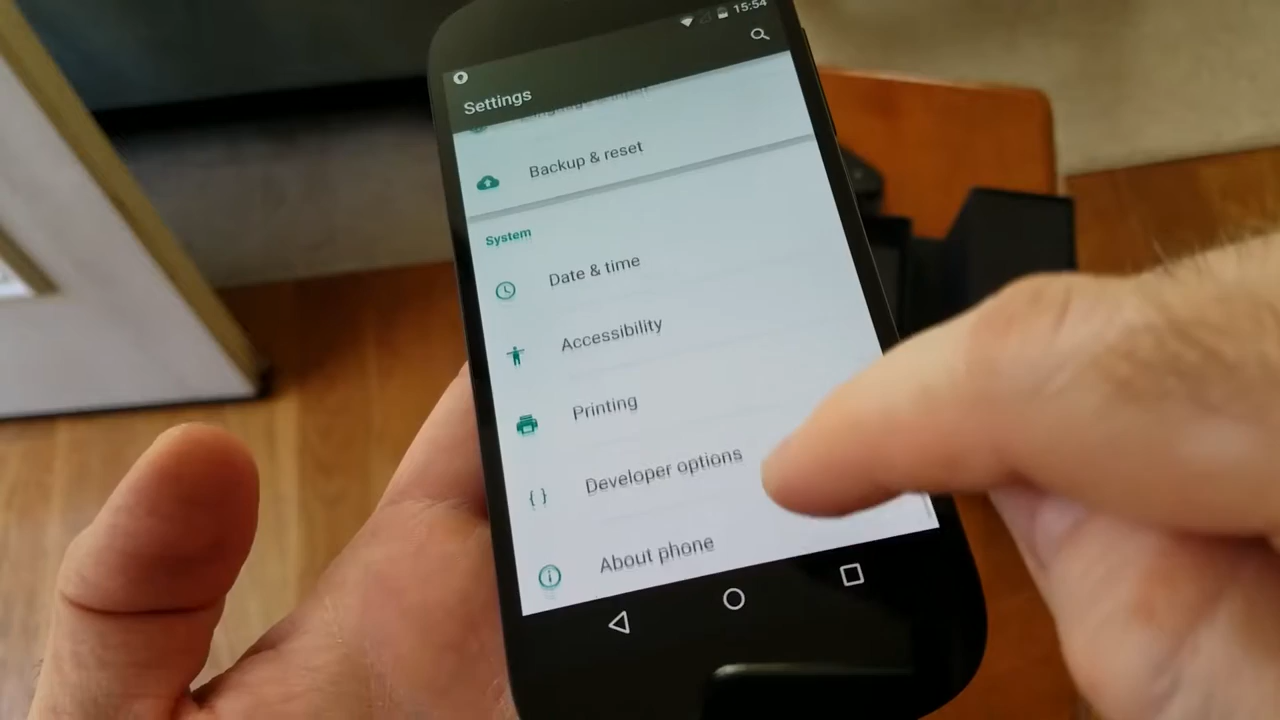 15:54
Settings
Backup & reset
System
Date & time
Accessibility
Printing
Developer options
About phone